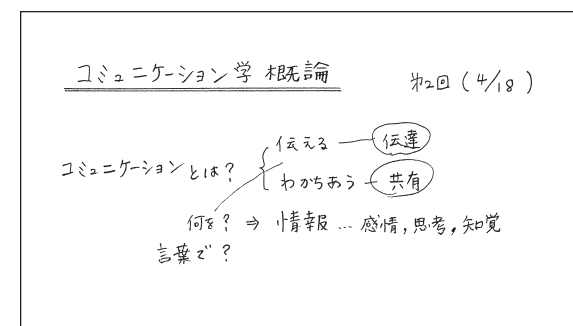 コミュニケーション学 概論 第2回 (4/18)
伝える — 伝達
コミュニケーションとは?
わかちあう — 共有
何を? ⇒ 情報 … 感情,思考,知覚
言葉で?